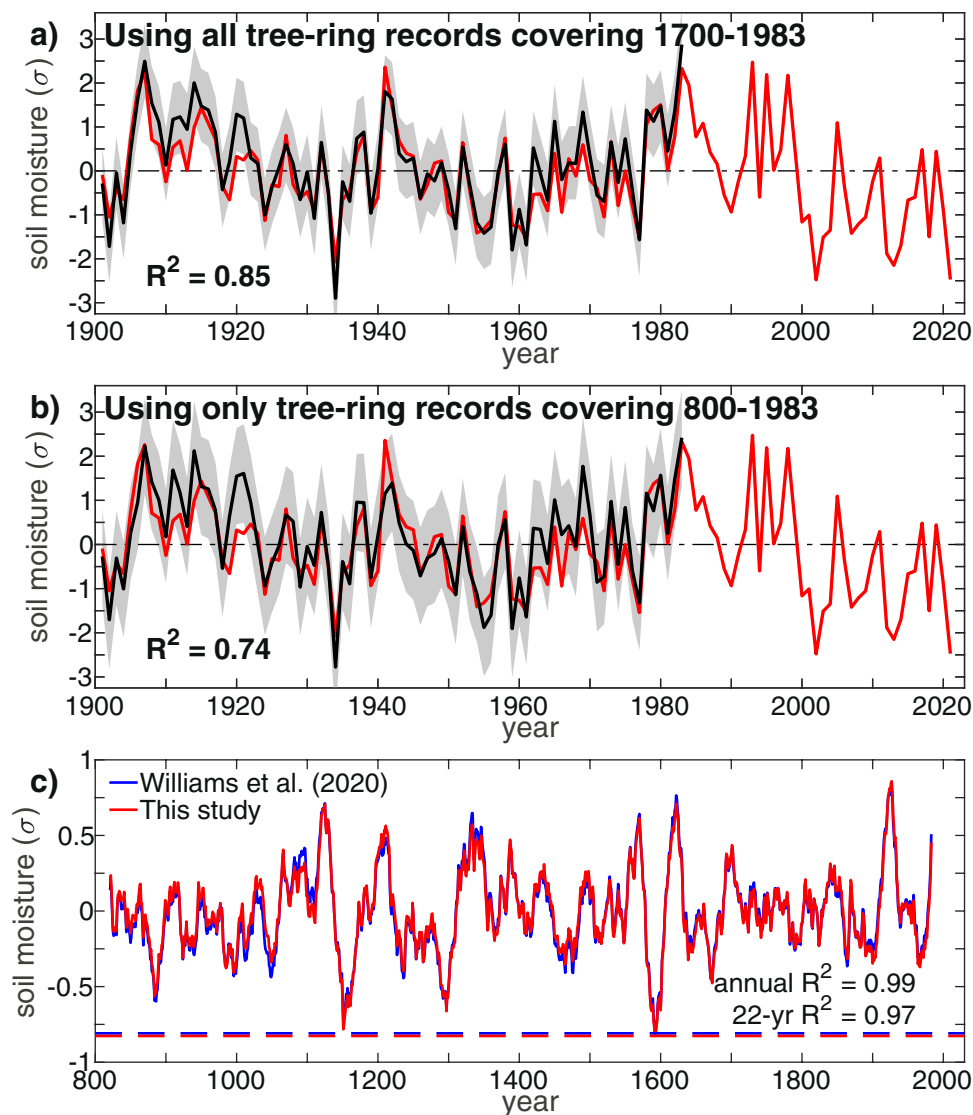 a) Using all tree-ring records covering 1700-1983
3
2
1
0
-1
-2
-3
soil moisture (σ)
R² = 0.85
1900 1920 1940 1960 1980 2000 2020
year
b) Using only tree-ring records covering 800-1983
3
2
1
0
-1
-2
-3
soil moisture (σ)
R² = 0.74
1900 1920 1940 1960 1980 2000 2020
year
c)
1
0.5
0
-0.5
-1
soil moisture (σ)
Williams et al. (2020)
This study
annual R² = 0.99
22-yr R² = 0.97
800 1000 1200 1400 1600 1800 2000
year